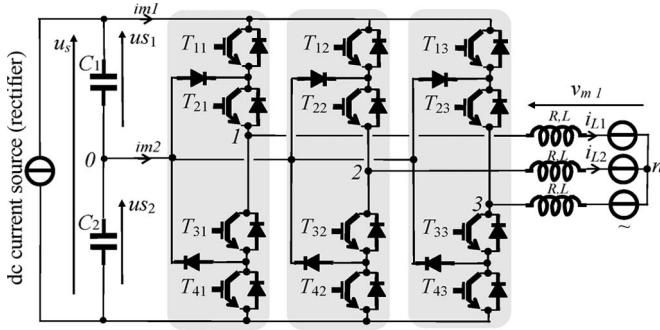 im1
us
us1
C1
T11
T12
T13
T21
T22
T23
vm 1
1
R,L
iL1
dc current source (rectifier)
0
im2
R,L
iL2
n
2
R,L
3
~
C2
us2
T31
T32
T33
T41
T42
T43